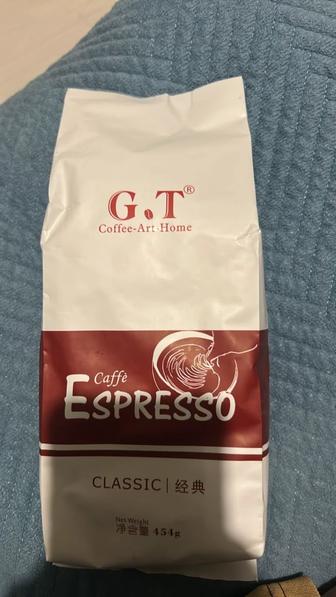 G.T®
Coffee-Art-Home
Caffè
ESPRESSO
CLASSIC | 经典
Net Weight
净含量 454g